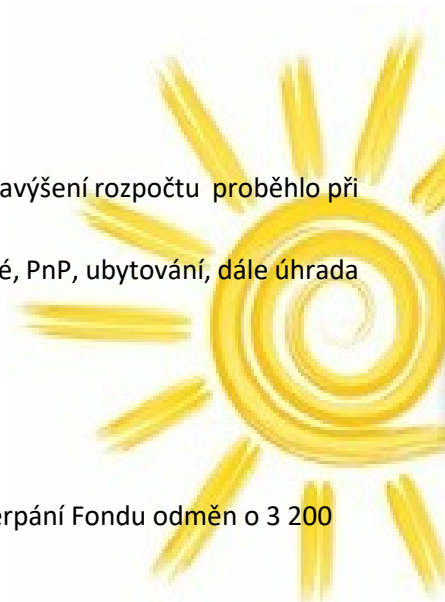 avýšení rozpočtu proběhlo při
é, PnP, ubytování, dále úhrada
erpání Fondu odměn o 3 200